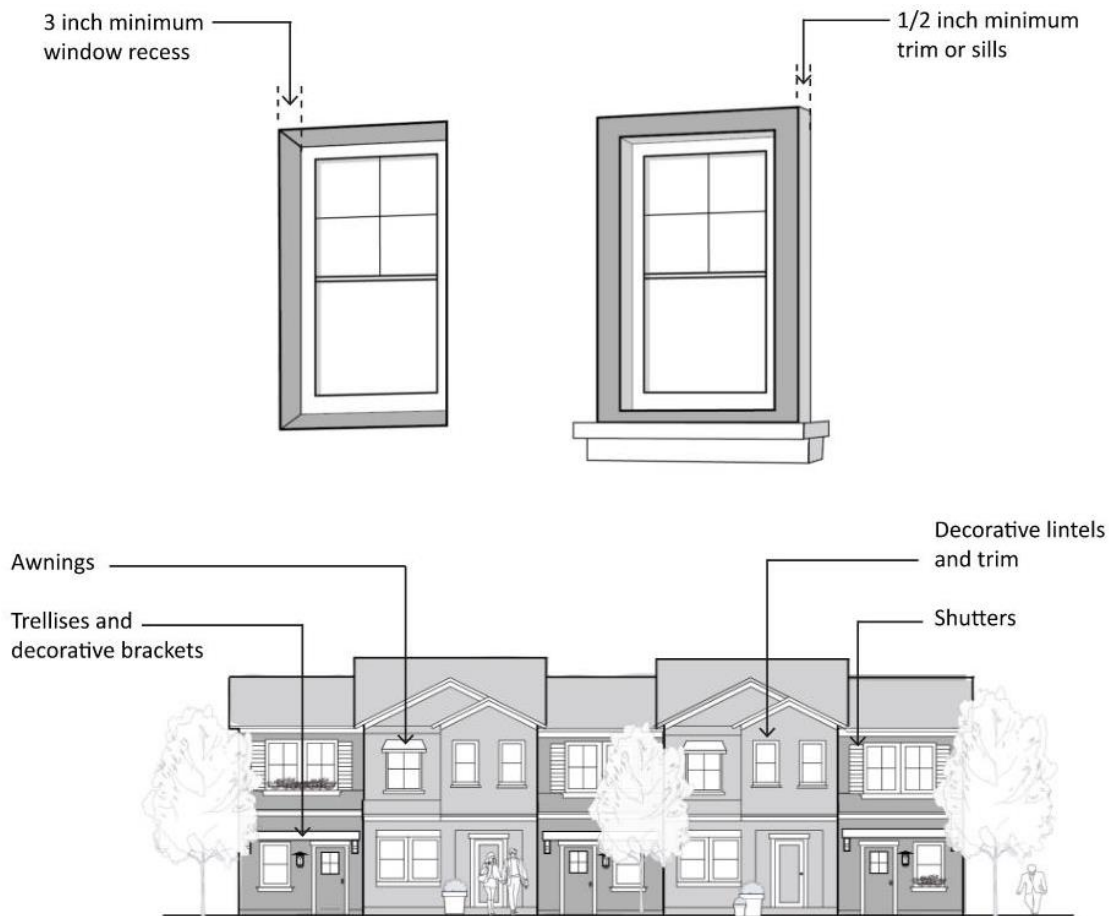 3 inch minimum
window recess
1/2 inch minimum
trim or sills
Awnings
Trellises and
decorative brackets
Decorative lintels
and trim
Shutters